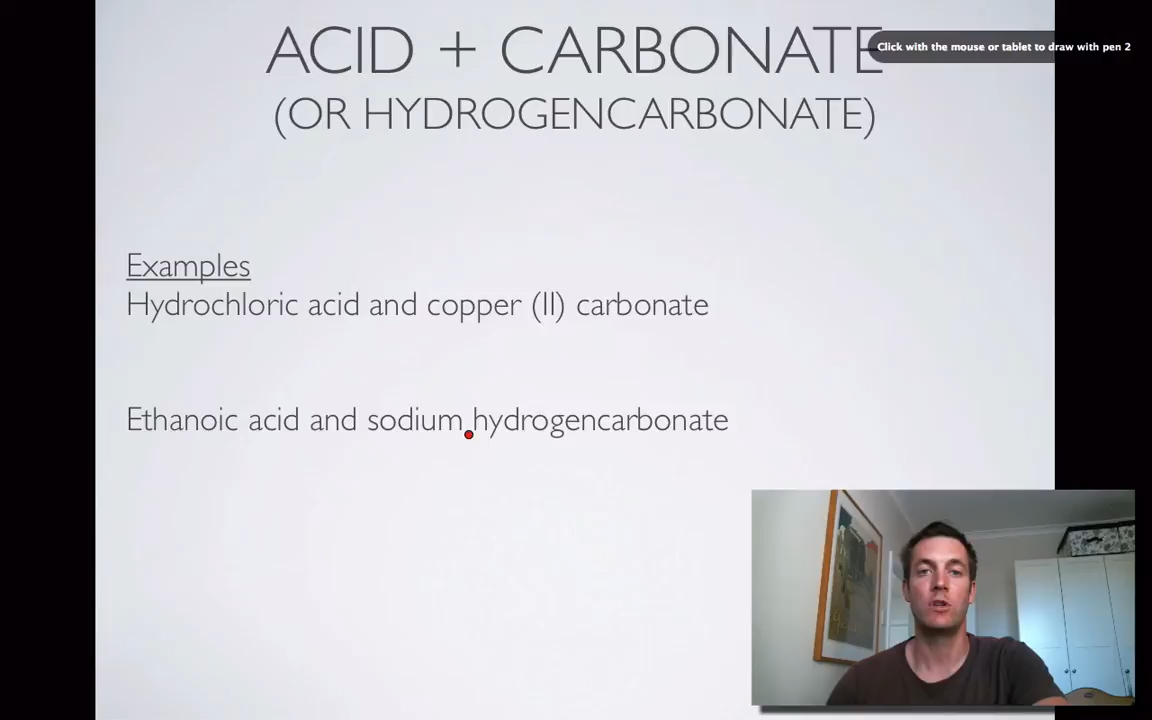 ACID + CARBONATE
Click with the mouse or tablet to draw with pen 2
(OR HYDROGENCARBONATE)
Examples
Hydrochloric acid and copper (II) carbonate
Ethanoic acid and sodium hydrogencarbonate